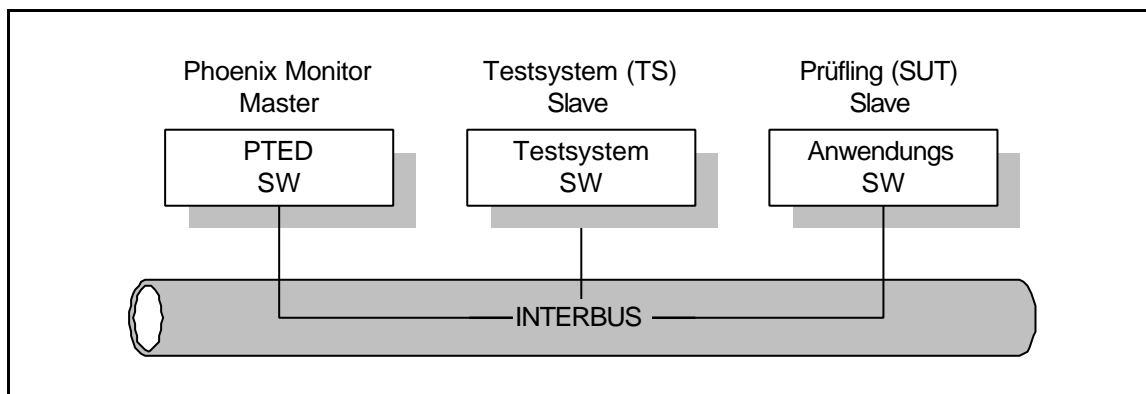 Phoenix Monitor
Master
Testsystem (TS)
Slave
Prüfling (SUT)
Slave
PTED
SW
Testsystem
SW
Anwendungs
SW
INTERBUS